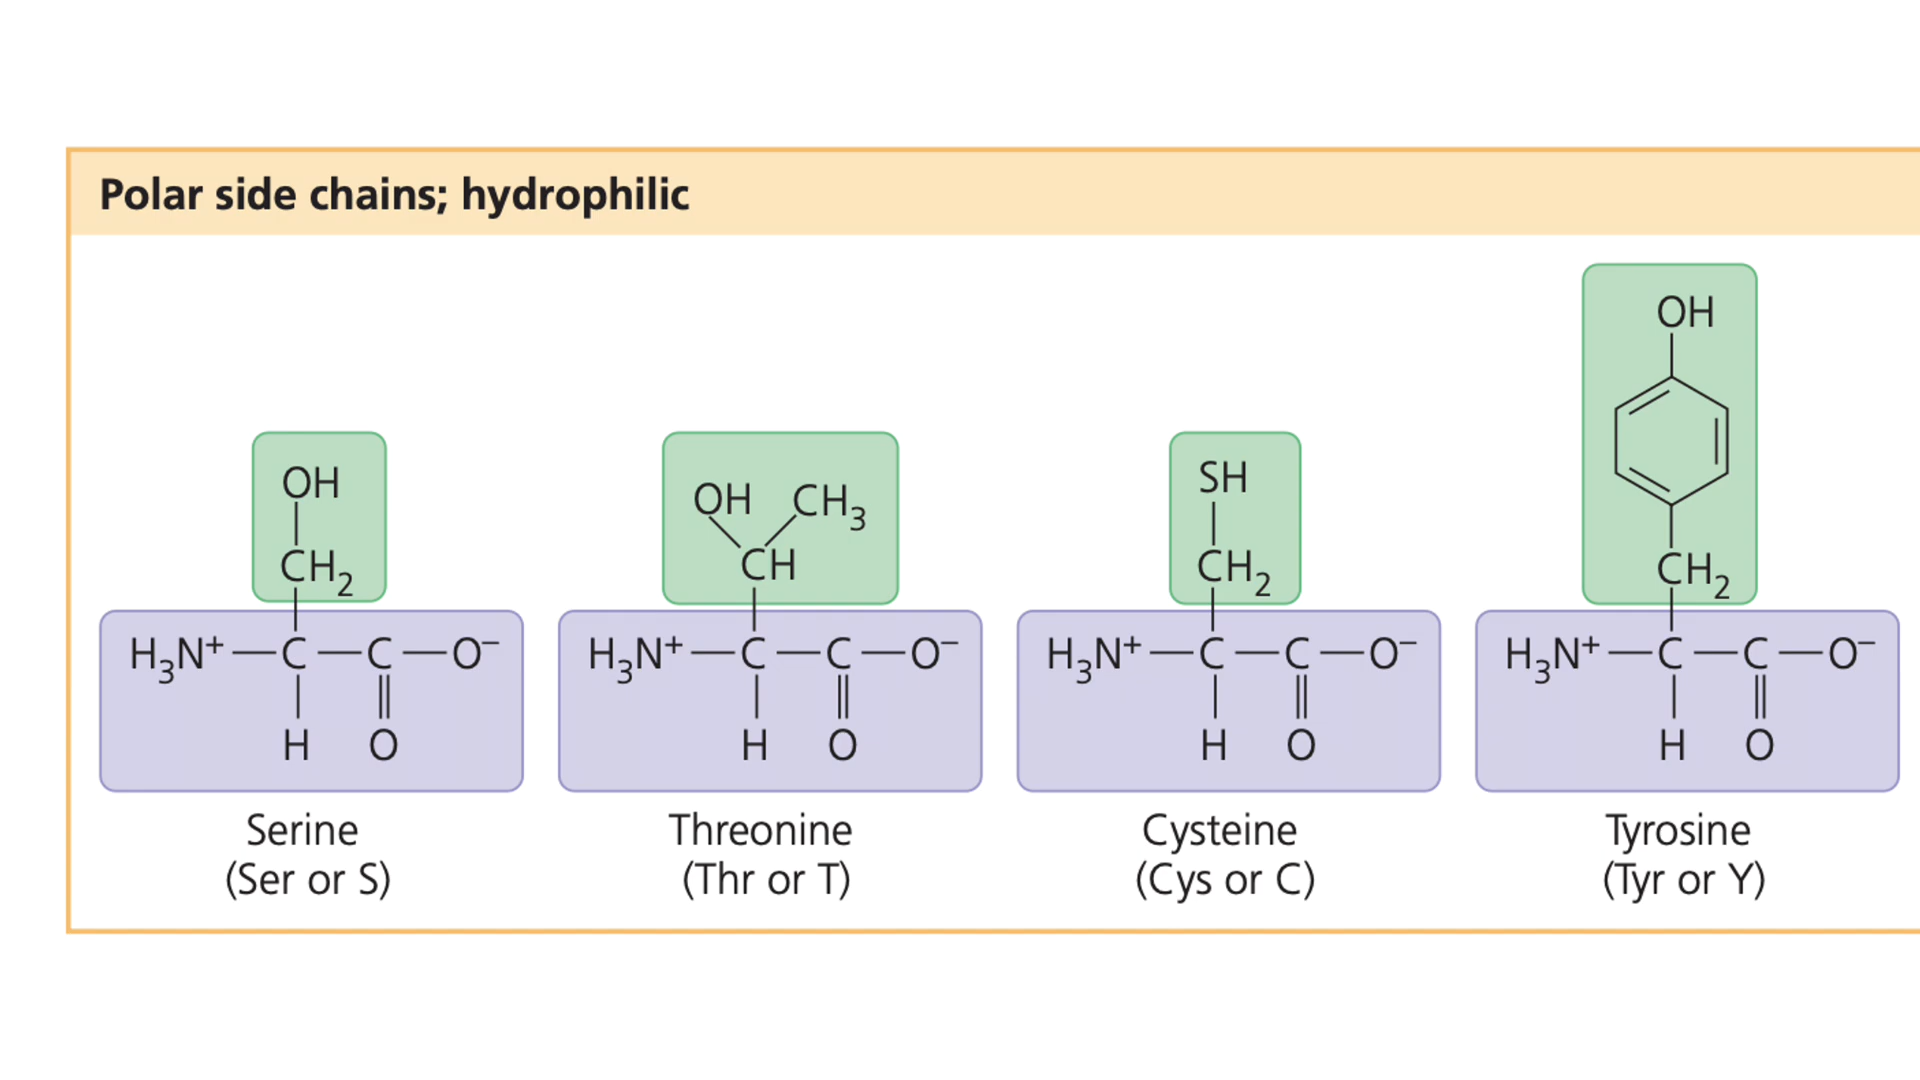 Polar side chains; hydrophilic
OH
OH
OH CH₃
SH
CH₂
CH
CH₂
CH₂
H₃N⁺—C—C—O⁻
H₃N⁺—C—C—O⁻
H₃N⁺—C—C—O⁻
H₃N⁺—C—C—O⁻
H O
H O
H O
H O
Serine
(Ser or S)
Threonine
(Thr or T)
Cysteine
(Cys or C)
Tyrosine
(Tyr or Y)